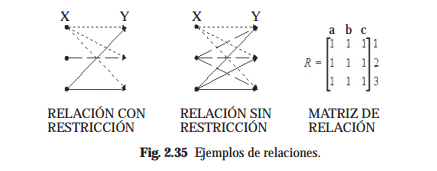 X Y X Y
a b c
1 1 1 1
R = 1 1 1 2
1 1 1 3
RELACIÓN CON RELACIÓN SIN MATRIZ DE
RESTRICCIÓN RESTRICCIÓN RELACIÓN
Fig. 2.35 Ejemplos de relaciones.